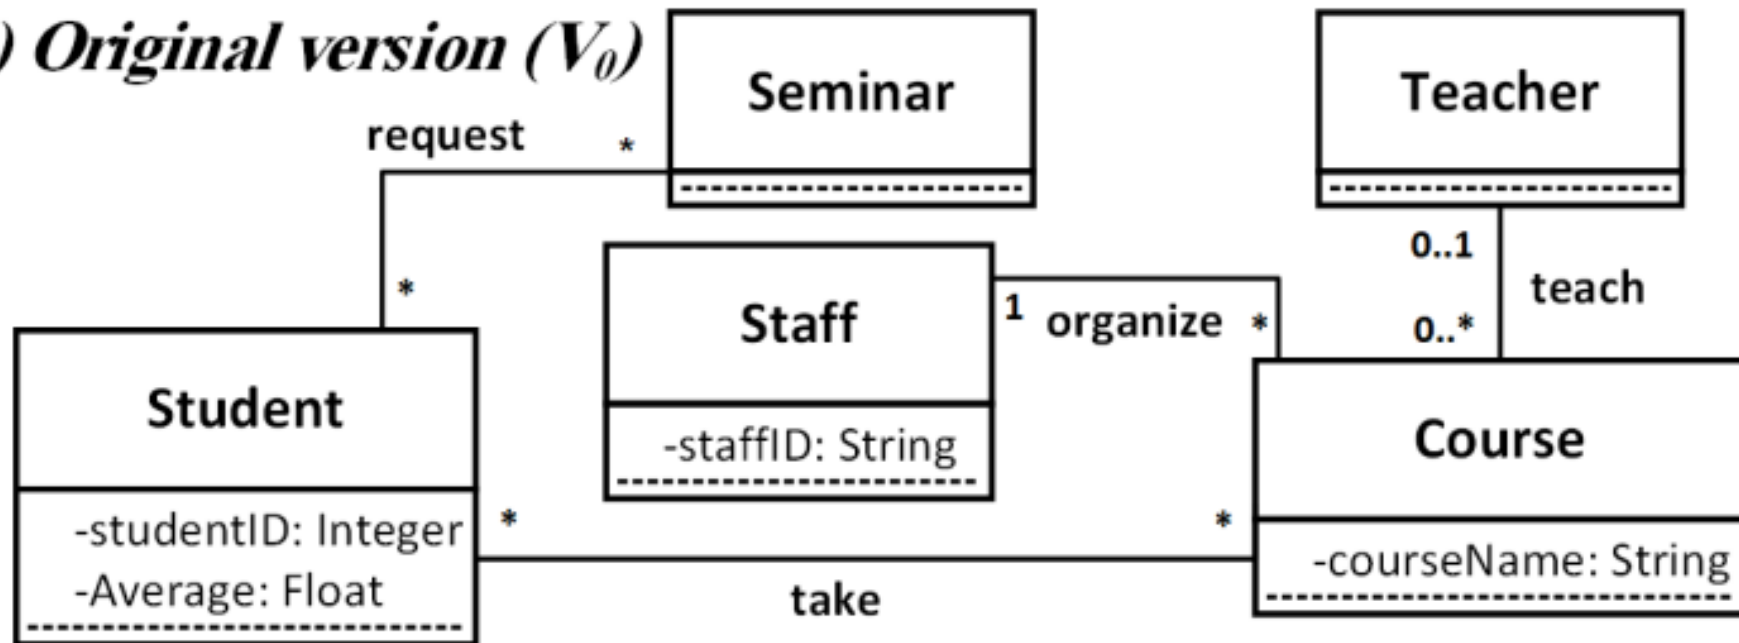 ) Original version (V₀)
Seminar
Teacher
request
*
*
Staff
1 organize *
0..1
teach
0..*
Student
-studentID: Integer
-Average: Float
-staffID: String
Course
-courseName: String
*
*
take